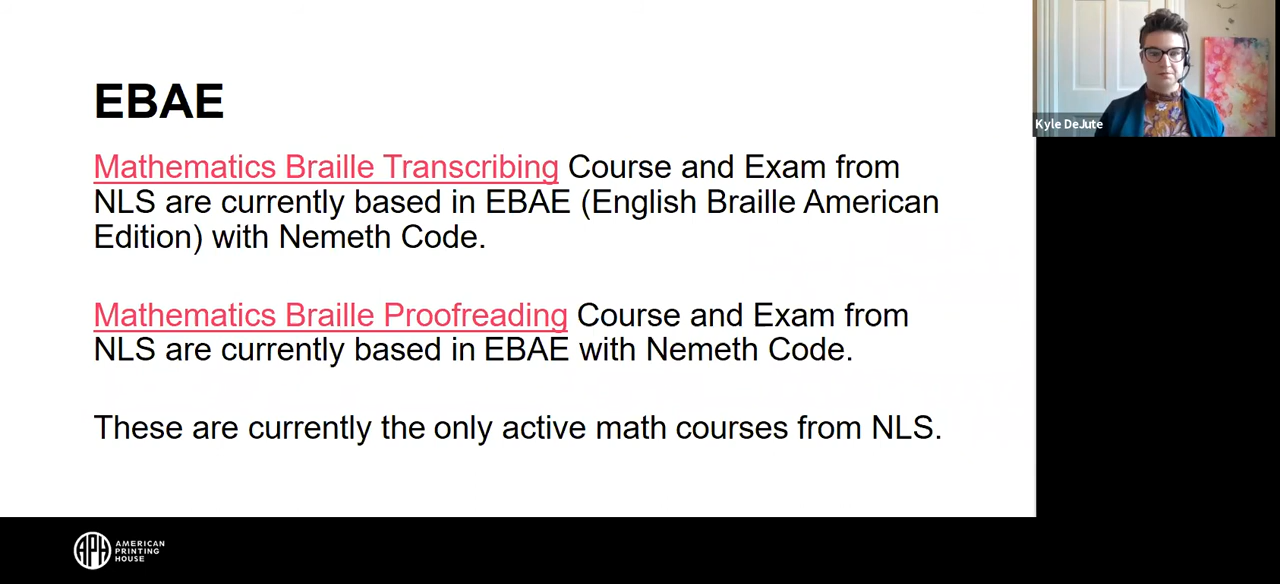 EBAE
Mathematics Braille Transcribing Course and Exam from
NLS are currently based in EBAE (English Braille American
Edition) with Nemeth Code.
Mathematics Braille Proofreading Course and Exam from
NLS are currently based in EBAE with Nemeth Code.
These are currently the only active math courses from NLS.
Kyle DeJute
APH
AMERICAN
PRINTING
HOUSE